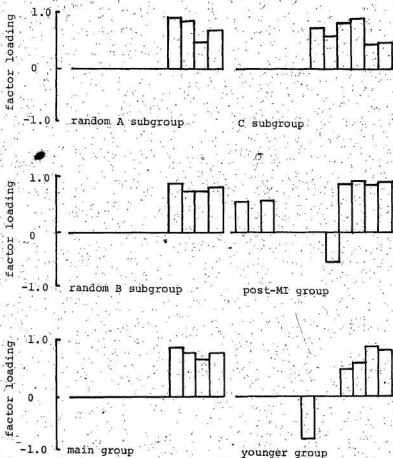 factor loading
1.0
0
-1.0
random A subgroup
C subgroup
factor loading
1.0
0
-1.0
random B subgroup
post-MI group
factor loading
1.0
0
-1.0
main group
younger group